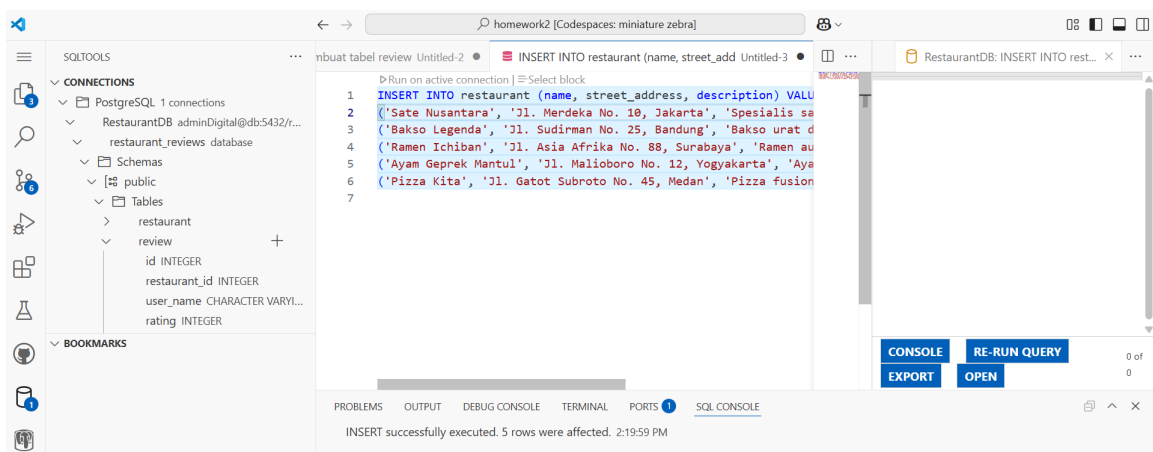 homework2 [Codespaces: miniature zebra]
SQLTOOLS
CONNECTIONS
PostgreSQL 1 connections
RestaurantDB adminDigital@db:5432/r...
restaurant_reviews database
Schemas
public
Tables
restaurant
review
id INTEGER
restaurant_id INTEGER
user_name CHARACTER VARYI...
rating INTEGER
BOOKMARKS
3
6
1
mbuat tabel review Untitled-2
INSERT INTO restaurant (name, street_add Untitled-3
Run on active connection | Select block
1 INSERT INTO restaurant (name, street_address, description) VALU
2 ('Sate Nusantara', 'Jl. Merdeka No. 10, Jakarta', 'Spesialis sa
3 ('Bakso Legenda', 'Jl. Sudirman No. 25, Bandung', 'Bakso urat d
4 ('Ramen Ichiban', 'Jl. Asia Afrika No. 88, Surabaya', 'Ramen au
5 ('Ayam Geprek Mantul', 'Jl. Malioboro No. 12, Yogyakarta', 'Aya
6 ('Pizza Kita', 'Jl. Gatot Subroto No. 45, Medan', 'Pizza fusion
7
RestaurantDB: INSERT INTO rest...
CONSOLE RE-RUN QUERY
EXPORT OPEN
0 of
0
PROBLEMS OUTPUT DEBUG CONSOLE TERMINAL PORTS 1 SQL CONSOLE
INSERT successfully executed. 5 rows were affected. 2:19:59 PM